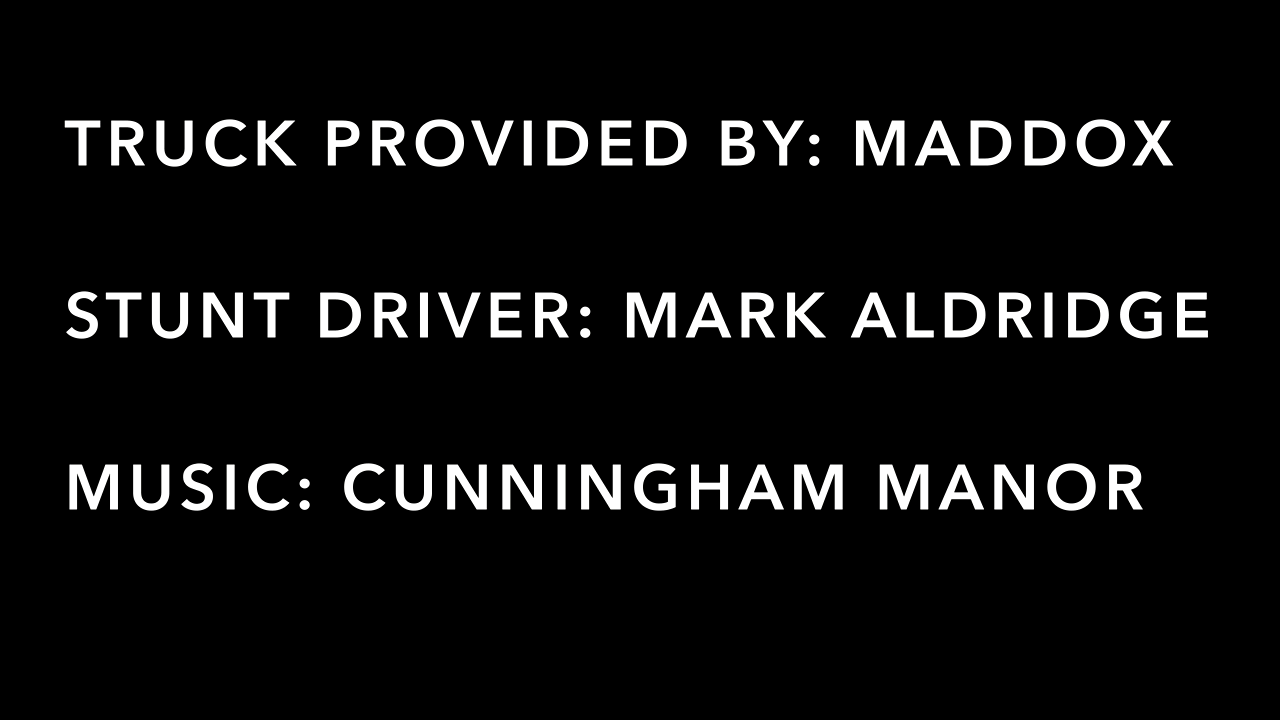 TRUCK PROVIDED BY: MADDOX
STUNT DRIVER: MARK ALDRIDGE
MUSIC: CUNNINGHAM MANOR